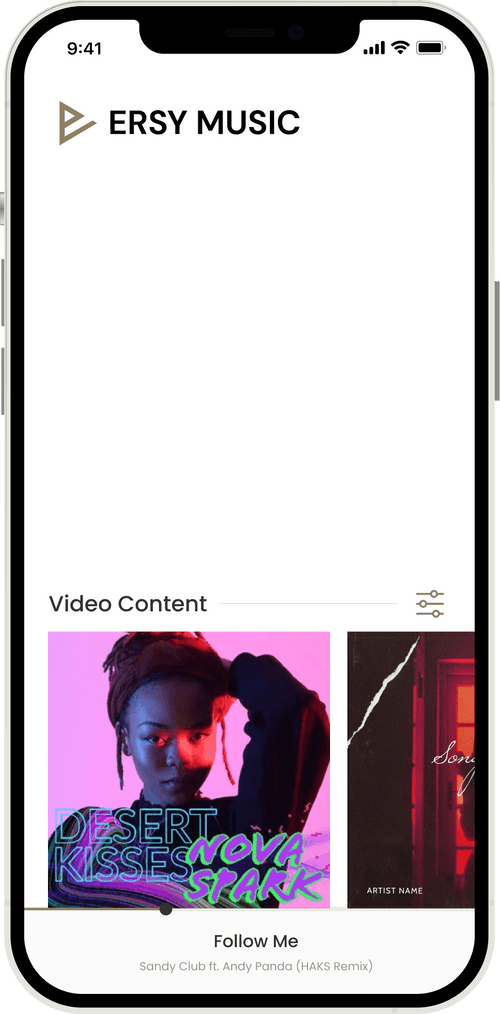 9:41
ERSY MUSIC
Video Content
DESERT
KISSES
NOVA
SPARK
ARTIST NAME
Follow Me
Sandy Club ft. Andy Panda (HAKS Remix)